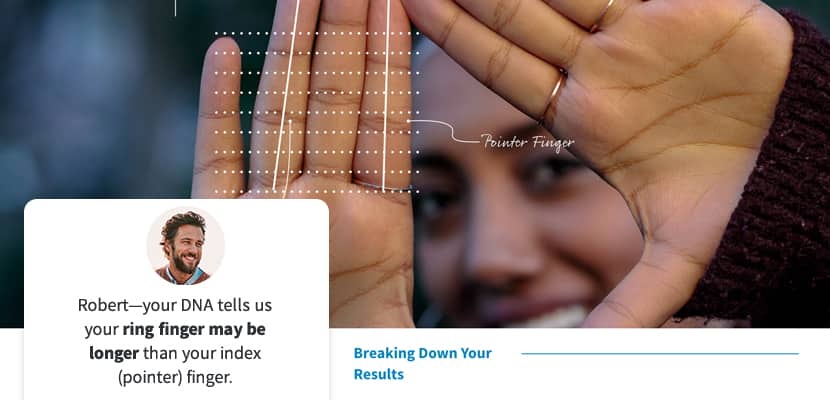 Pointer Finger
Robert—your DNA tells us
your ring finger may be
longer than your index
(pointer) finger.
Breaking Down Your
Results